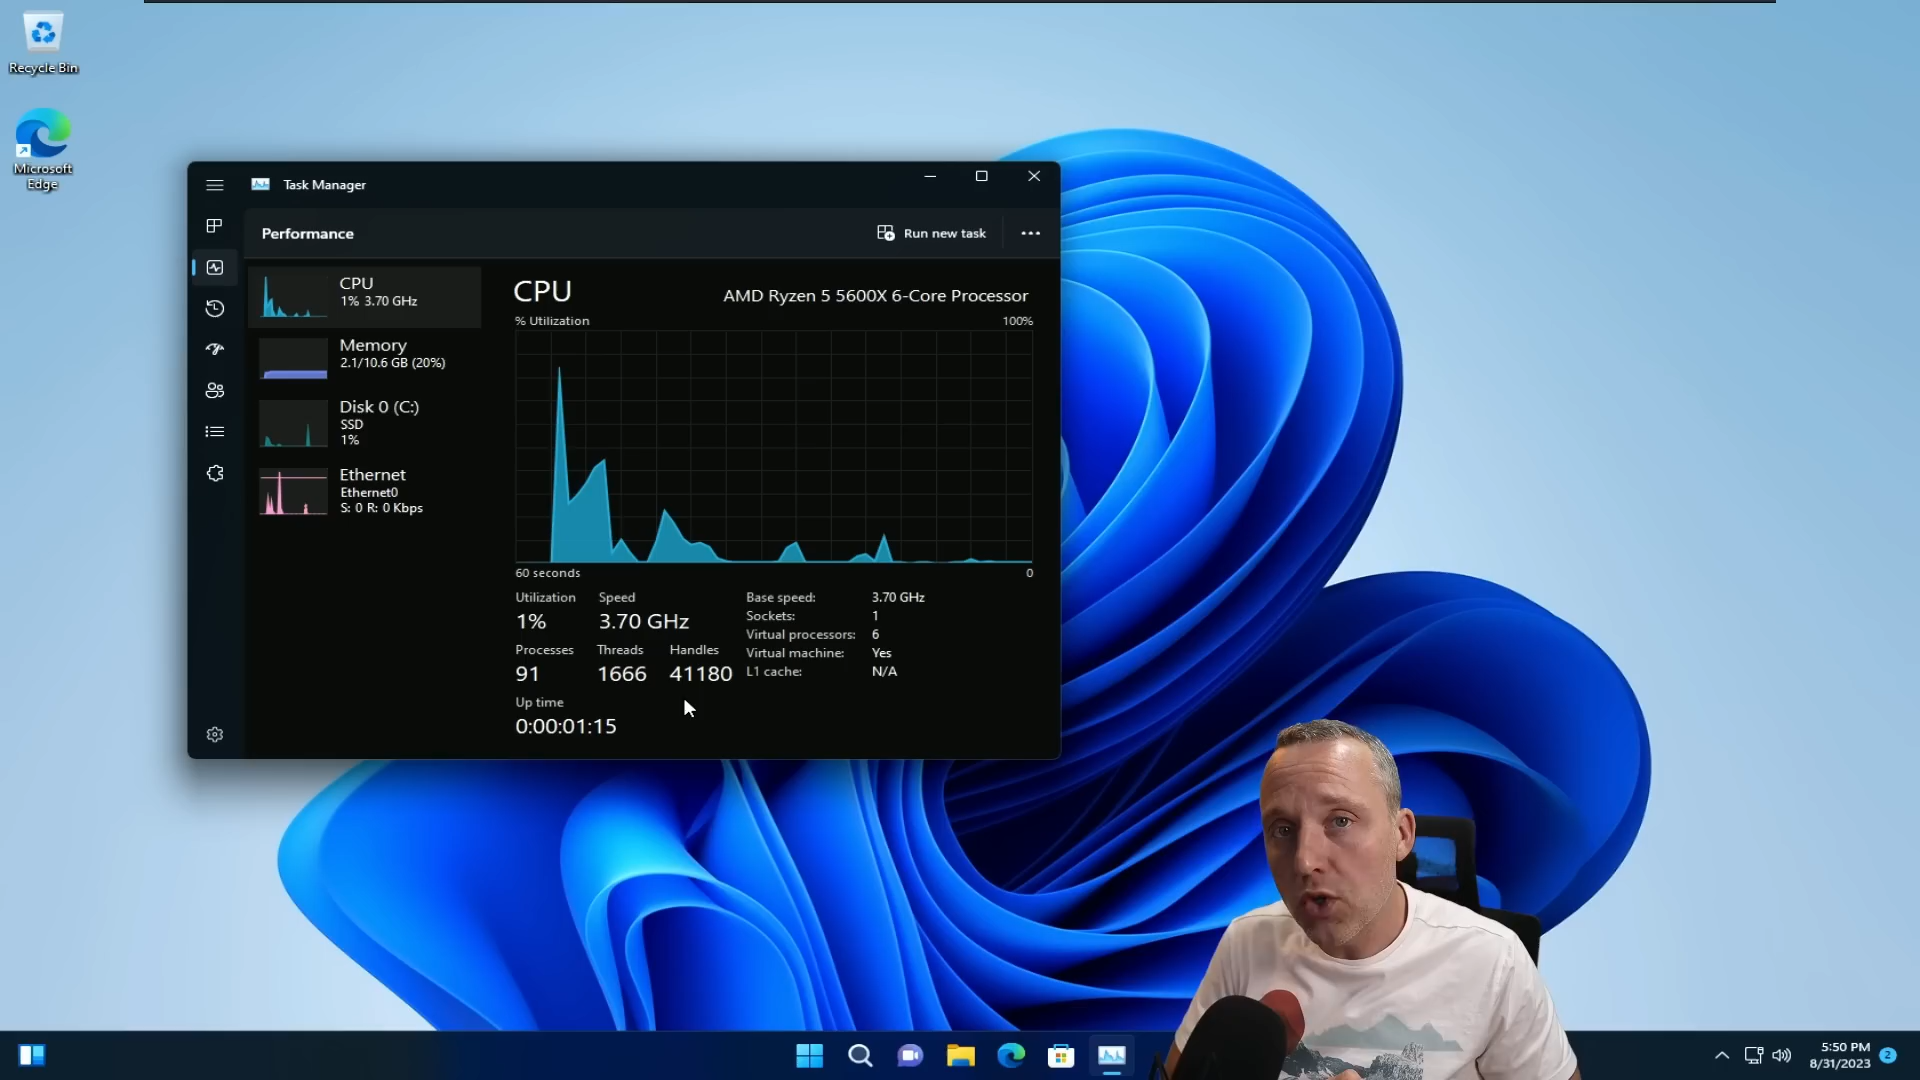 Recycle Bin
Microsoft
Edge
Task Manager
Performance
Run new task
CPU
1% 3.70 GHz
Memory
2.1/10.6 GB (20%)
Disk 0 (C:)
SSD
1%
Ethernet
Ethernet0
S: 0 R: 0 Kbps
CPU
AMD Ryzen 5 5600X 6-Core Processor
% Utilization
100%
60 seconds
0
Utilization
Speed
1%
3.70 GHz
Processes
Threads
Handles
91
1666
41180
Up time
0:00:01:15
Base speed:
3.70 GHz
Sockets:
1
Virtual processors:
6
Virtual machine:
Yes
L1 cache:
N/A
5:50 PM
8/31/2023
2